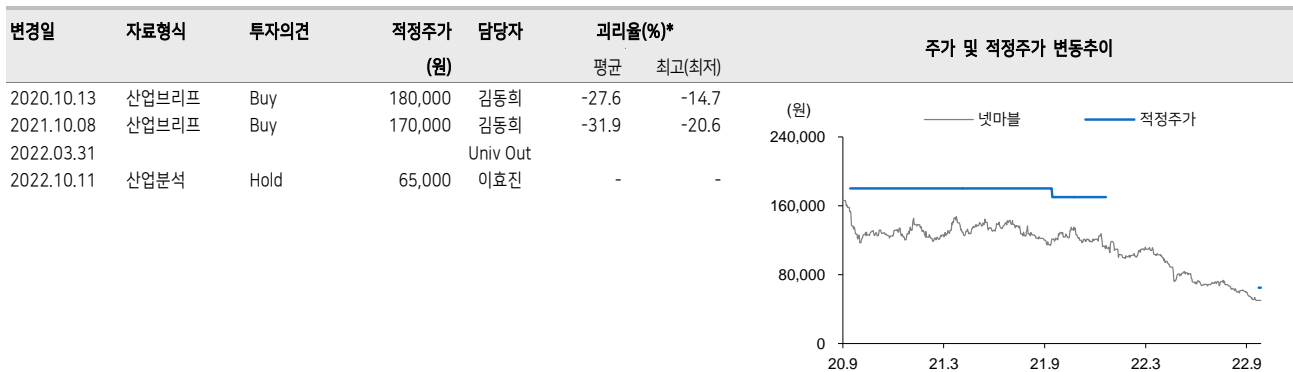 변경일 자료형식 투자의견 적정주가 담당자 괴리율(%)* 주가 및 적정주가 변동추이
(원) 평균 최고(최저)
2020.10.13 산업브리프 Buy 180,000 김동희 -27.6 -14.7
2021.10.08 산업브리프 Buy 170,000 김동희 -31.9 -20.6
2022.03.31 Univ Out
2022.10.11 산업분석 Hold 65,000 이효진 - -
(원)
넷마블 적정주가
240,000
160,000
80,000
0
20.9 21.3 21.9 22.3 22.9